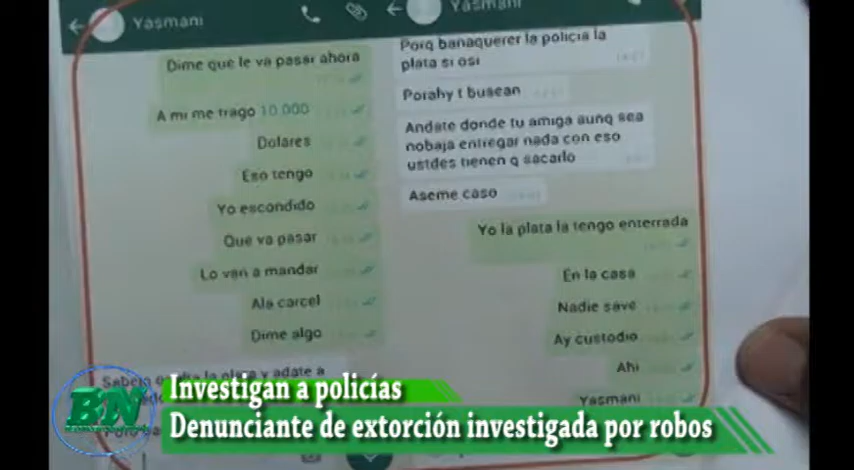 Yasmani
Dime que le va pasar ahora
A mi me trago 10.000
Dolares
Eso tengo
Yo escondido
Que va pasar
Lo van a mandar
Ala carcel
Dime algo
Yasmani
Porq banaquerer la policia la
plata si osi
Porahy t busean
Andate donde tu amiga aunq sea
nobaja entregar nada con eso
ustdes tienen q sacarlo
Aseme caso
Yo la plata la tengo enterrada
En la casa
Nadie save
Ay custodio
Ahi
Yasmani
BN
Investigan a policías
Denunciante de extorción investigada por robos